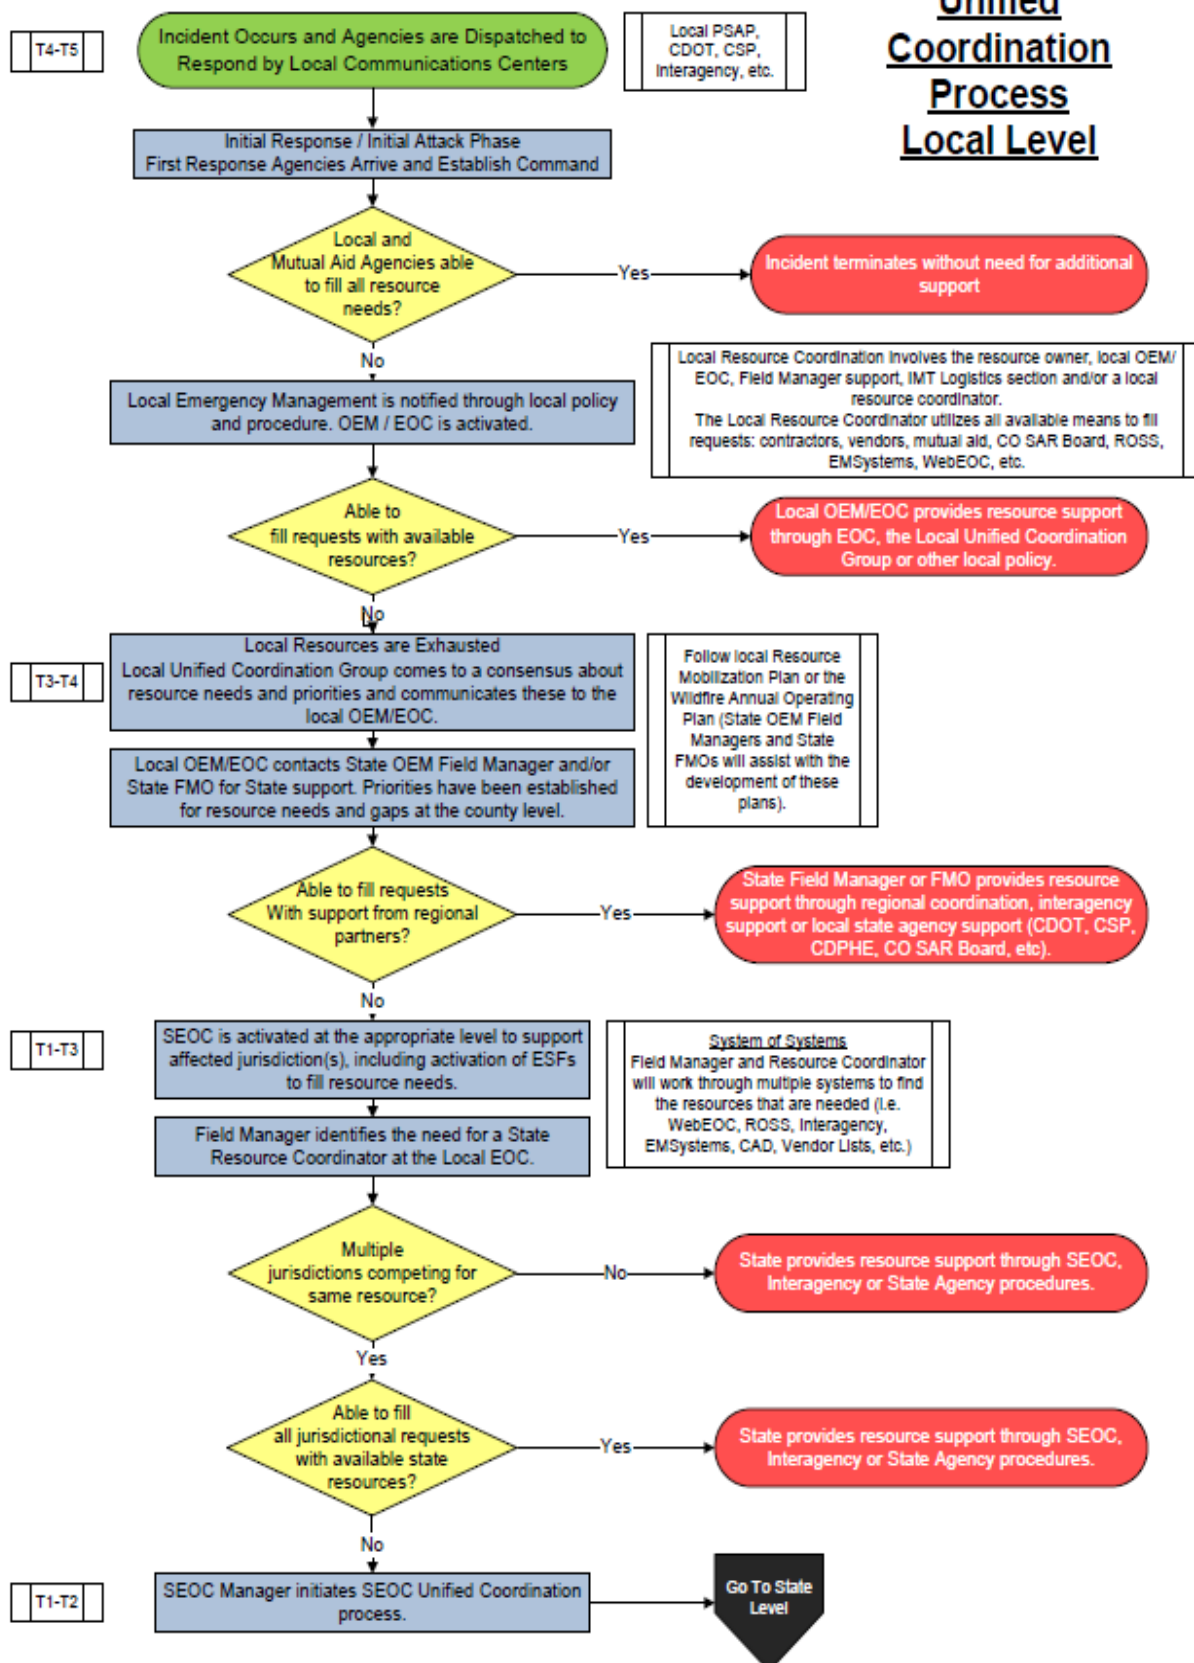 Unified
Coordination
Process
Local Level
T4-T5
Incident Occurs and Agencies are Dispatched to
Respond by Local Communications Centers
Local PSAP,
CDOT, CSP,
Interagency, etc.
Initial Response / Initial Attack Phase
First Response Agencies Arrive and Establish Command
Local and
Mutual Aid Agencies able
to fill all resource
needs?
Yes
Incident terminates without need for additional
support
No
Local Resource Coordination involves the resource owner, local OEM/
EOC, Field Manager support, IMT Logistics section and/or a local
resource coordinator.
The Local Resource Coordinator utilizes all available means to fill
requests: contractors, vendors, mutual aid, CO SAR Board, ROSS,
EMSystems, WebEOC, etc.
Local Emergency Management is notified through local policy
and procedure. OEM / EOC is activated.
Able to
fill requests with available
resources?
Yes
Local OEM/EOC provides resource support
through EOC, the Local Unified Coordination
Group or other local policy.
No
T3-T4
Local Resources are Exhausted
Local Unified Coordination Group comes to a consensus about
resource needs and priorities and communicates these to the
local OEM/EOC.
Follow local Resource
Mobilization Plan or the
Wildfire Annual Operating
Plan (State OEM Field
Managers and State
FMOs will assist with the
development of these
plans).
Local OEM/EOC contacts State OEM Field Manager and/or
State FMO for State support. Priorities have been established
for resource needs and gaps at the county level.
Able to fill requests
With support from regional
partners?
Yes
State Field Manager or FMO provides resource
support through regional coordination, interagency
support or local state agency support (CDOT, CSP,
CDPHE, CO SAR Board, etc).
No
T1-T3
SEOC is activated at the appropriate level to support
affected jurisdiction(s), including activation of ESFs
to fill resource needs.
System of Systems
Field Manager and Resource Coordinator
will work through multiple systems to find
the resources that are needed (i.e.
WebEOC, ROSS, Interagency,
EMSystems, CAD, Vendor Lists, etc.)
Field Manager identifies the need for a State
Resource Coordinator at the Local EOC.
Multiple
jurisdictions competing for
same resource?
No
State provides resource support through SEOC,
Interagency or State Agency procedures.
Yes
Able to fill
all jurisdictional requests
with available state
resources?
Yes
State provides resource support through SEOC,
Interagency or State Agency procedures.
No
T1-T2
SEOC Manager initiates SEOC Unified Coordination
process.
Go To State
Level